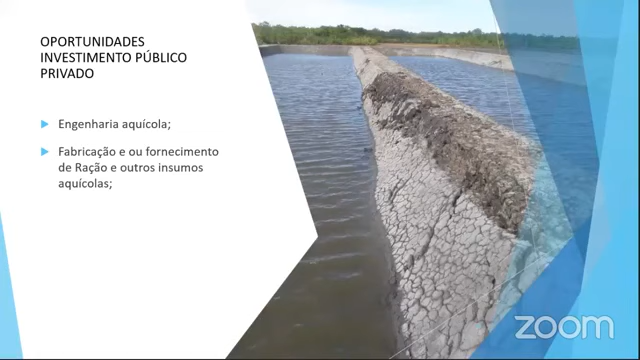 OPORTUNIDADES
INVESTIMENTO PÚBLICO
PRIVADO
Engenharia aquícola;
Fabricação e ou fornecimento
de Ração e outros insumos
aquícolas;
zoom